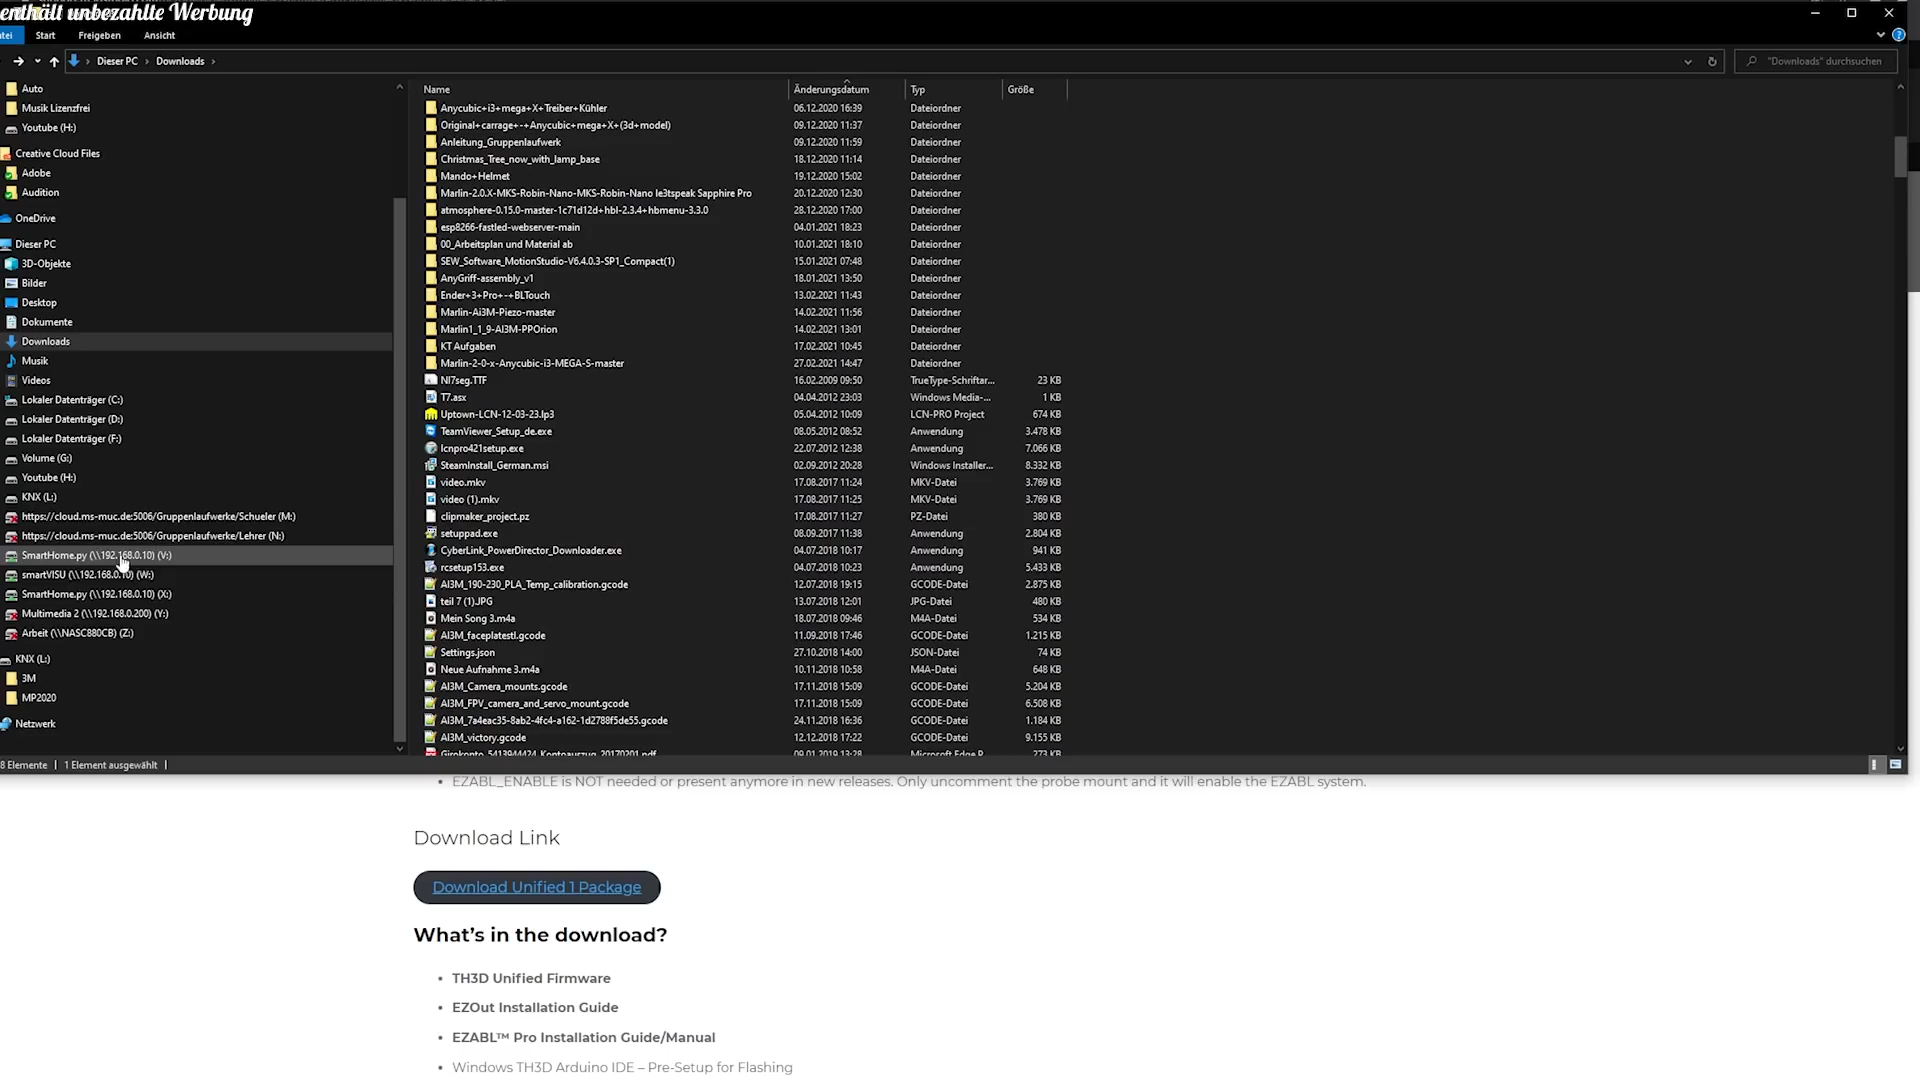 enthält unbezahlte Werbung
Start Freigeben Ansicht
Dieser PC Downloads
"Downloads" durchsuchen
Auto
Musik Lizenzfrei
Youtube (H:)
Creative Cloud Files
Adobe
Audition
OneDrive
Dieser PC
3D-Objekte
Bilder
Desktop
Dokumente
Downloads
Musik
Videos
Lokaler Datenträger (C:)
Lokaler Datenträger (D:)
Lokaler Datenträger (F:)
Volume (G:)
Youtube (H:)
KNX (L:)
https://cloud.ms-muc.de:5006/Gruppenlaufwerke/Schueler (M:)
https://cloud.ms-muc.de:5006/Gruppenlaufwerke/Lehrer (N:)
SmartHome.py (\\192.168.0.10) (V:)
smartVISU (\\192.168.0.10) (W:)
SmartHome.py (\\192.168.0.10) (X:)
Multimedia 2 (\\192.168.0.200) (Y:)
Arbeit (\\NASC880CB) (Z:)
KNX (L:)
3M
MP2020
Netzwerk
Name Änderungsdatum Typ Größe
Anycubic+i3+mega+X+Treiber+Kühler 06.12.2020 16:39 Dateiordner
Original+carrage+-+Anycubic+mega+X+(3d+model) 09.12.2020 11:37 Dateiordner
Anleitung_Gruppenlaufwerk 09.12.2020 11:59 Dateiordner
Christmas_Tree_now_with_lamp_base 18.12.2020 11:14 Dateiordner
Mando+Helmet 19.12.2020 15:02 Dateiordner
Marlin-2.0.X-MKS-Robin-Nano-MKS-Robin-Nano le3tspeak Sapphire Pro 20.12.2020 12:30 Dateiordner
atmosphere-0.15.0-master-1c71d12d+hbl-2.3.4+hbmenu-3.3.0 28.12.2020 17:00 Dateiordner
esp8266-fastled-webserver-main 04.01.2021 18:23 Dateiordner
00_Arbeitsplan und Material ab 10.01.2021 18:10 Dateiordner
SEW_Software_MotionStudio-V6.4.0.3-SP1_Compact(1) 15.01.2021 07:48 Dateiordner
AnyGriff-assembly_v1 18.01.2021 13:50 Dateiordner
Ender+3+Pro+-+BLTouch 13.02.2021 11:43 Dateiordner
Marlin-Ai3M-Piezo-master 14.02.2021 11:56 Dateiordner
Marlin1_1_9-AI3M-PPOrion 14.02.2021 13:01 Dateiordner
KT Aufgaben 17.02.2021 10:45 Dateiordner
Marlin-2-0-x-Anycubic-i3-MEGA-S-master 27.02.2021 14:47 Dateiordner
NI7seg.TTF 16.02.2009 09:50 TrueType-Schriftar... 23 KB
T7.asx 04.04.2012 23:03 Windows Media-... 1 KB
Uptown-LCN-12-03-23.lp3 05.04.2012 10:09 LCN-PRO Project 674 KB
TeamViewer_Setup_de.exe 08.05.2012 08:52 Anwendung 3.478 KB
lcnpro421setup.exe 22.07.2012 12:38 Anwendung 7.066 KB
SteamInstall_German.msi 02.09.2012 20:28 Windows Installer... 8.332 KB
video.mkv 17.08.2017 11:24 MKV-Datei 3.769 KB
video (1).mkv 17.08.2017 11:25 MKV-Datei 3.769 KB
clipmaker_project.pz 17.08.2017 11:27 PZ-Datei 380 KB
setuppad.exe 09.08.2017 11:38 Anwendung 2.804 KB
CyberLink_PowerDirector_Downloader.exe 04.07.2018 10:17 Anwendung 941 KB
rcsetup153.exe 04.07.2018 10:23 Anwendung 5.433 KB
AI3M_190-230_PLA_Temp_calibration.gcode 12.07.2018 19:15 GCODE-Datei 2.875 KB
teil 7 (1).JPG 13.07.2018 12:01 JPG-Datei 480 KB
Mein Song 3.m4a 18.07.2018 09:46 M4A-Datei 534 KB
AI3M_faceplatestl.gcode 11.09.2018 17:46 GCODE-Datei 1.215 KB
Settings.json 27.10.2018 14:00 JSON-Datei 74 KB
Neue Aufnahme 3.m4a 10.11.2018 10:58 M4A-Datei 648 KB
AI3M_Camera_mounts.gcode 17.11.2018 15:09 GCODE-Datei 5.204 KB
AI3M_FPV_camera_and_servo_mount.gcode 17.11.2018 15:09 GCODE-Datei 6.508 KB
AI3M_7a4eac35-8ab2-4fc4-a162-1d2788f5de55.gcode 24.11.2018 16:36 GCODE-Datei 1.184 KB
AI3M_victory.gcode 12.12.2018 17:22 GCODE-Datei 9.155 KB
Girokonto_5413944424_Kontoauszug_20170201.pdf 09.01.2019 13:28 Microsoft Edge P... 273 KB
8 Elemente 1 Element ausgewählt
EZABL_ENABLE is NOT needed or present anymore in new releases. Only uncomment the probe mount and it will enable the EZABL system.
Download Link
Download Unified 1 Package
What's in the download?
• TH3D Unified Firmware
• EZOut Installation Guide
• EZABL™ Pro Installation Guide/Manual
• Windows TH3D Arduino IDE – Pre-Setup for Flashing